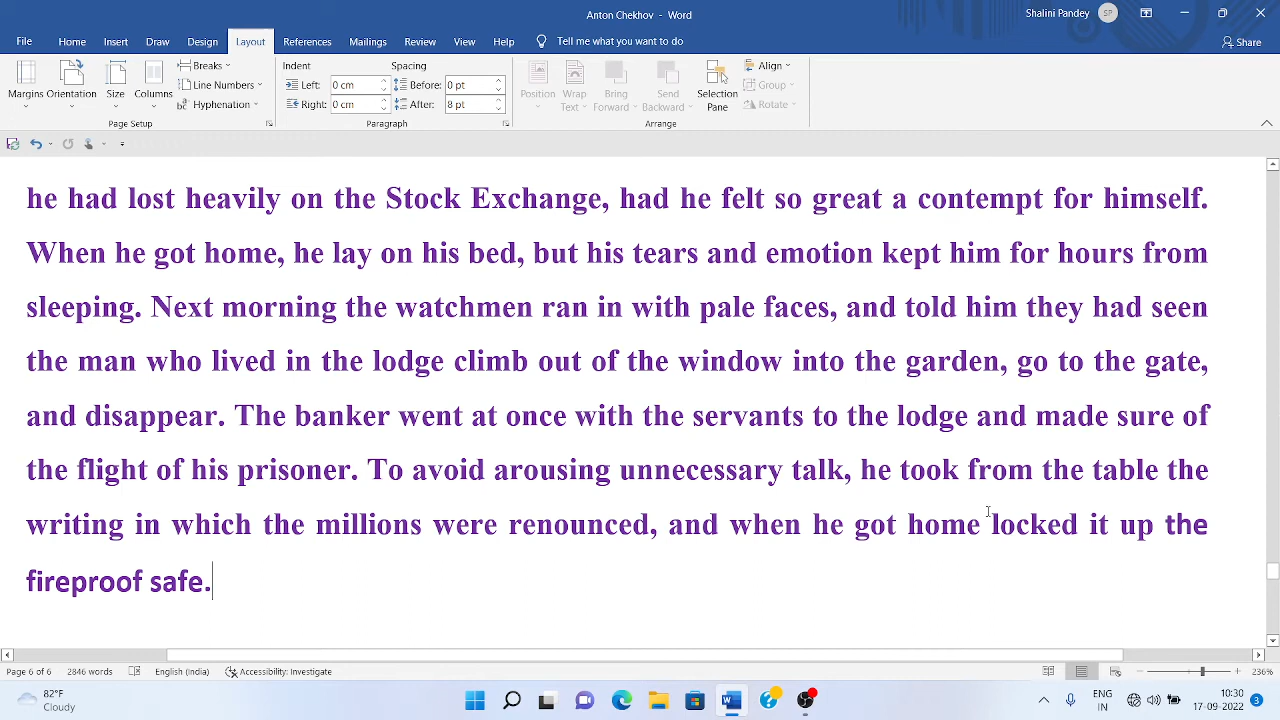 Anton Chekhov - Word
Shalini Pandey SP
File Home Insert Draw Design Layout References Mailings Review View Help Tell me what you want to do Share
Margins Orientation Size Columns Breaks Line Numbers Hyphenation
Page Setup
Indent Spacing
Left: 0 cm Before: 0 pt
Right: 0 cm After: 8 pt
Paragraph
Position Wrap Text Bring Forward Send Backward Selection Pane Align Group Rotate
Arrange
he had lost heavily on the Stock Exchange, had he felt so great a contempt for himself.
When he got home, he lay on his bed, but his tears and emotion kept him for hours from
sleeping. Next morning the watchmen ran in with pale faces, and told him they had seen
the man who lived in the lodge climb out of the window into the garden, go to the gate,
and disappear. The banker went at once with the servants to the lodge and made sure of
the flight of his prisoner. To avoid arousing unnecessary talk, he took from the table the
writing in which the millions were renounced, and when he got home locked it up the
fireproof safe.
Page 6 of 6 2846 words English (India) Accessibility: Investigate 236%
82°F
Cloudy
ENG
IN
10:30
17-09-2022
3